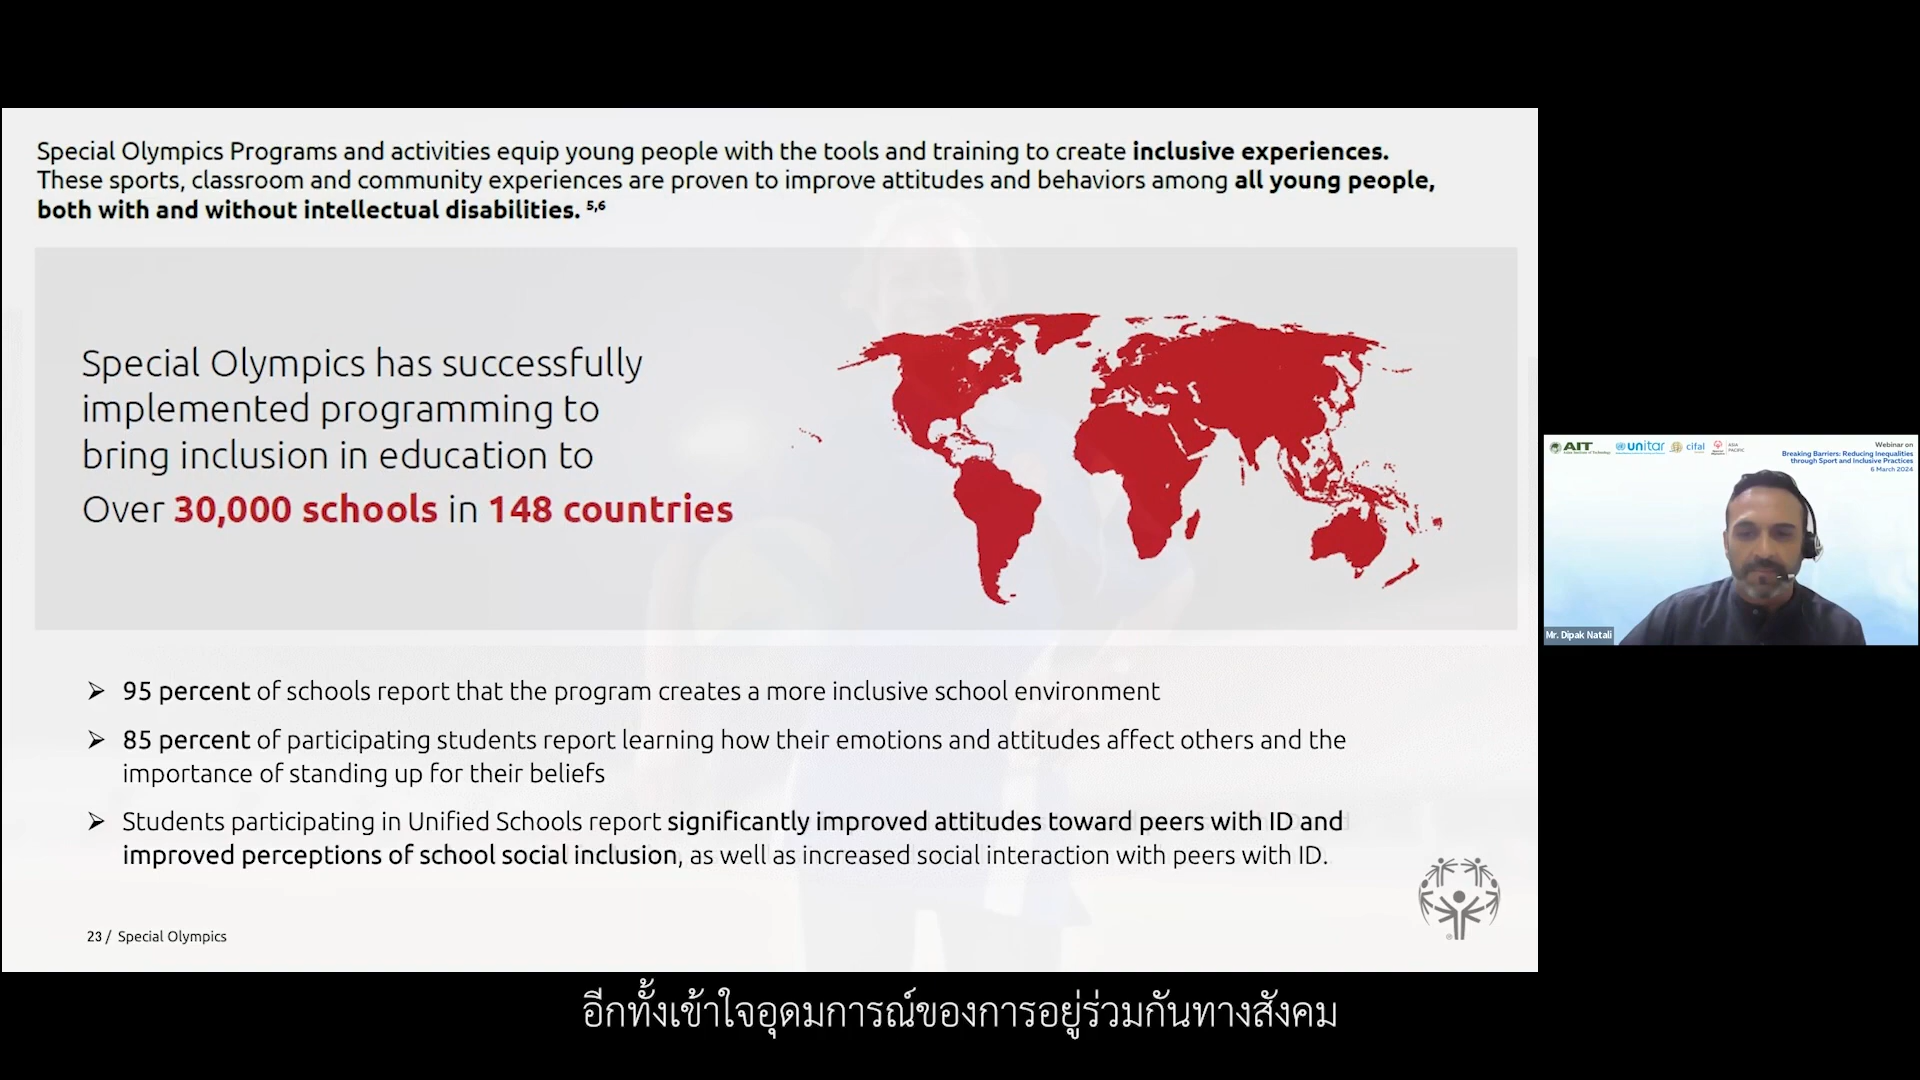 Special Olympics Programs and activities equip young people with the tools and training to create inclusive experiences.
These sports, classroom and community experiences are proven to improve attitudes and behaviors among all young people,
both with and without intellectual disabilities. 5,6
Special Olympics has successfully
implemented programming to
bring inclusion in education to
Over 30,000 schools in 148 countries
➢ 95 percent of schools report that the program creates a more inclusive school environment
➢ 85 percent of participating students report learning how their emotions and attitudes affect others and the
importance of standing up for their beliefs
➢ Students participating in Unified Schools report significantly improved attitudes toward peers with ID and
improved perceptions of school social inclusion, as well as increased social interaction with peers with ID.
23 / Special Olympics
AIT
unitar
cifal
ASIA
PACIFIC
Webinar on
Breaking Barriers: Reducing Inequalities
through Sport and Inclusive Practices
6 March 2024
Mr. Dipak Natali
อีกทั้งเข้าใจอุดมการณ์ของการอยู่ร่วมกันทางสังคม